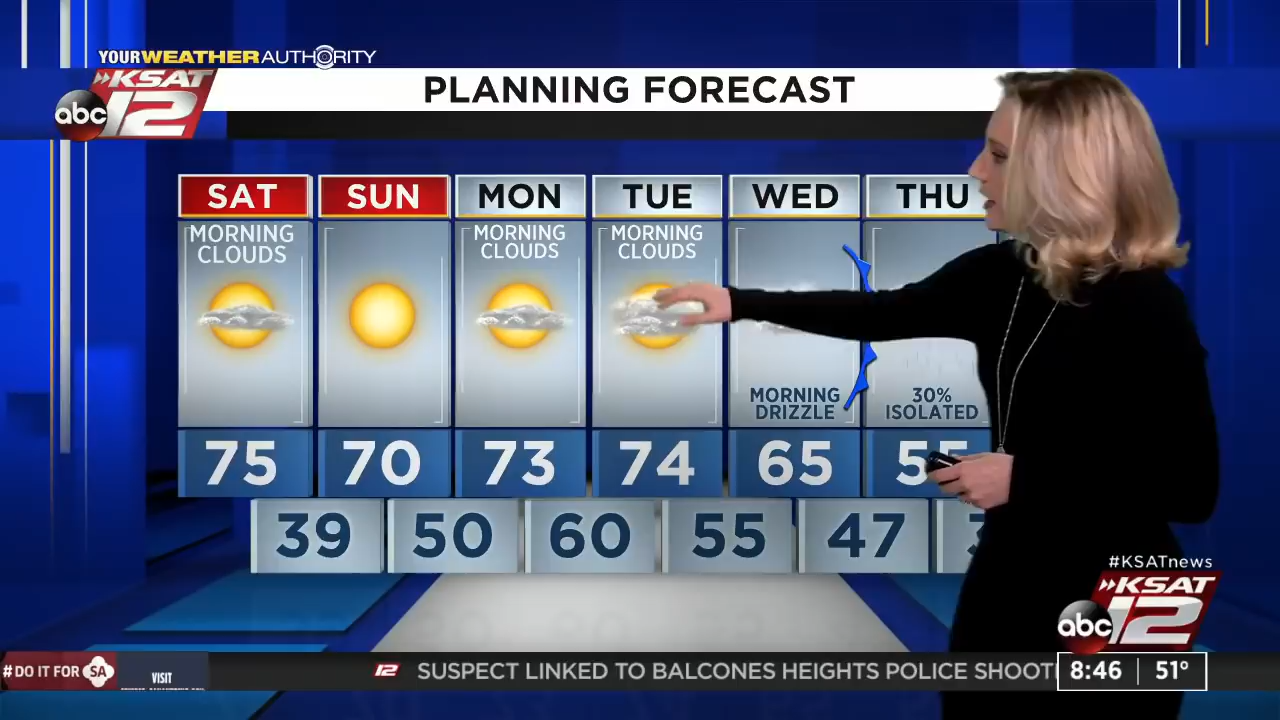 YOURWEATHERAUTHORITY
KSAT
abc 12
PLANNING FORECAST
SAT SUN MON TUE WED THU
MORNING CLOUDS
MORNING CLOUDS
MORNING CLOUDS
MORNING DRIZZLE
30% ISOLATED
75 70 73 74 65 55
39 50 60 55 47
#KSATnews
KSAT
abc 12
#DO IT FOR SA
VISIT
12 SUSPECT LINKED TO BALCONES HEIGHTS POLICE SHOOT
8:46 51°